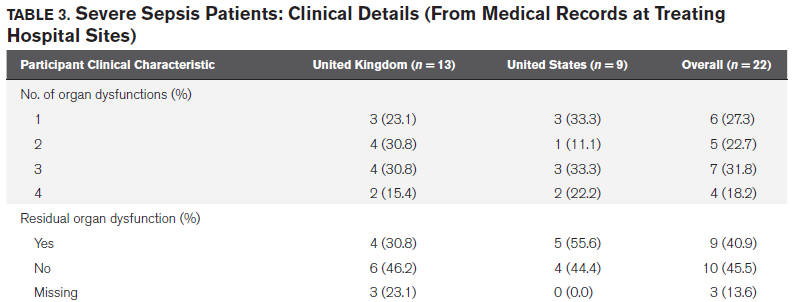 TABLE 3. Severe Sepsis Patients: Clinical Details (From Medical Records at Treating
Hospital Sites)
Participant Clinical Characteristic United Kingdom (n = 13) United States (n = 9) Overall (n = 22)
No. of organ dysfunctions (%)
1 3 (23.1) 3 (33.3) 6 (27.3)
2 4 (30.8) 1 (11.1) 5 (22.7)
3 4 (30.8) 3 (33.3) 7 (31.8)
4 2 (15.4) 2 (22.2) 4 (18.2)
Residual organ dysfunction (%)
Yes 4 (30.8) 5 (55.6) 9 (40.9)
No 6 (46.2) 4 (44.4) 10 (45.5)
Missing 3 (23.1) 0 (0.0) 3 (13.6)